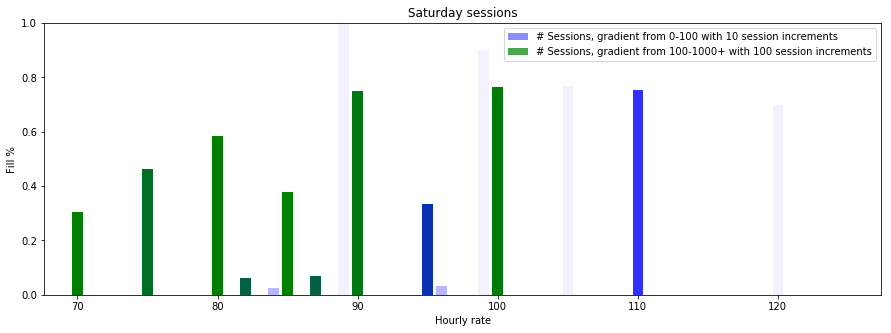 Saturday sessions
# Sessions, gradient from 0-100 with 10 session increments
# Sessions, gradient from 100-1000+ with 100 session increments
1.0
0.8
0.6
0.4
0.2
0.0
Fill %
70 80 90 100 110 120
Hourly rate